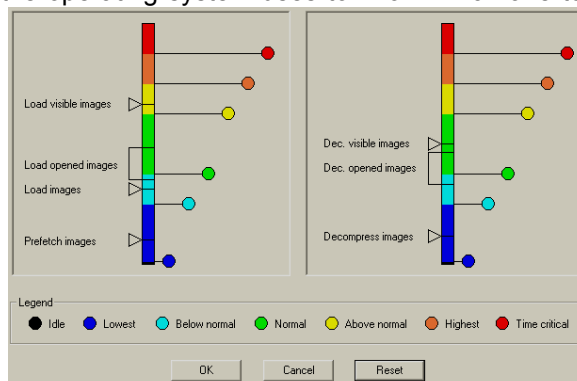 Load visible images
Load opened images
Load images
Prefetch images
Dec. visible images
Dec. opened images
Decompress images
Legend
Idle Lowest Below normal Normal Above normal Highest Time critical
OK Cancel Reset